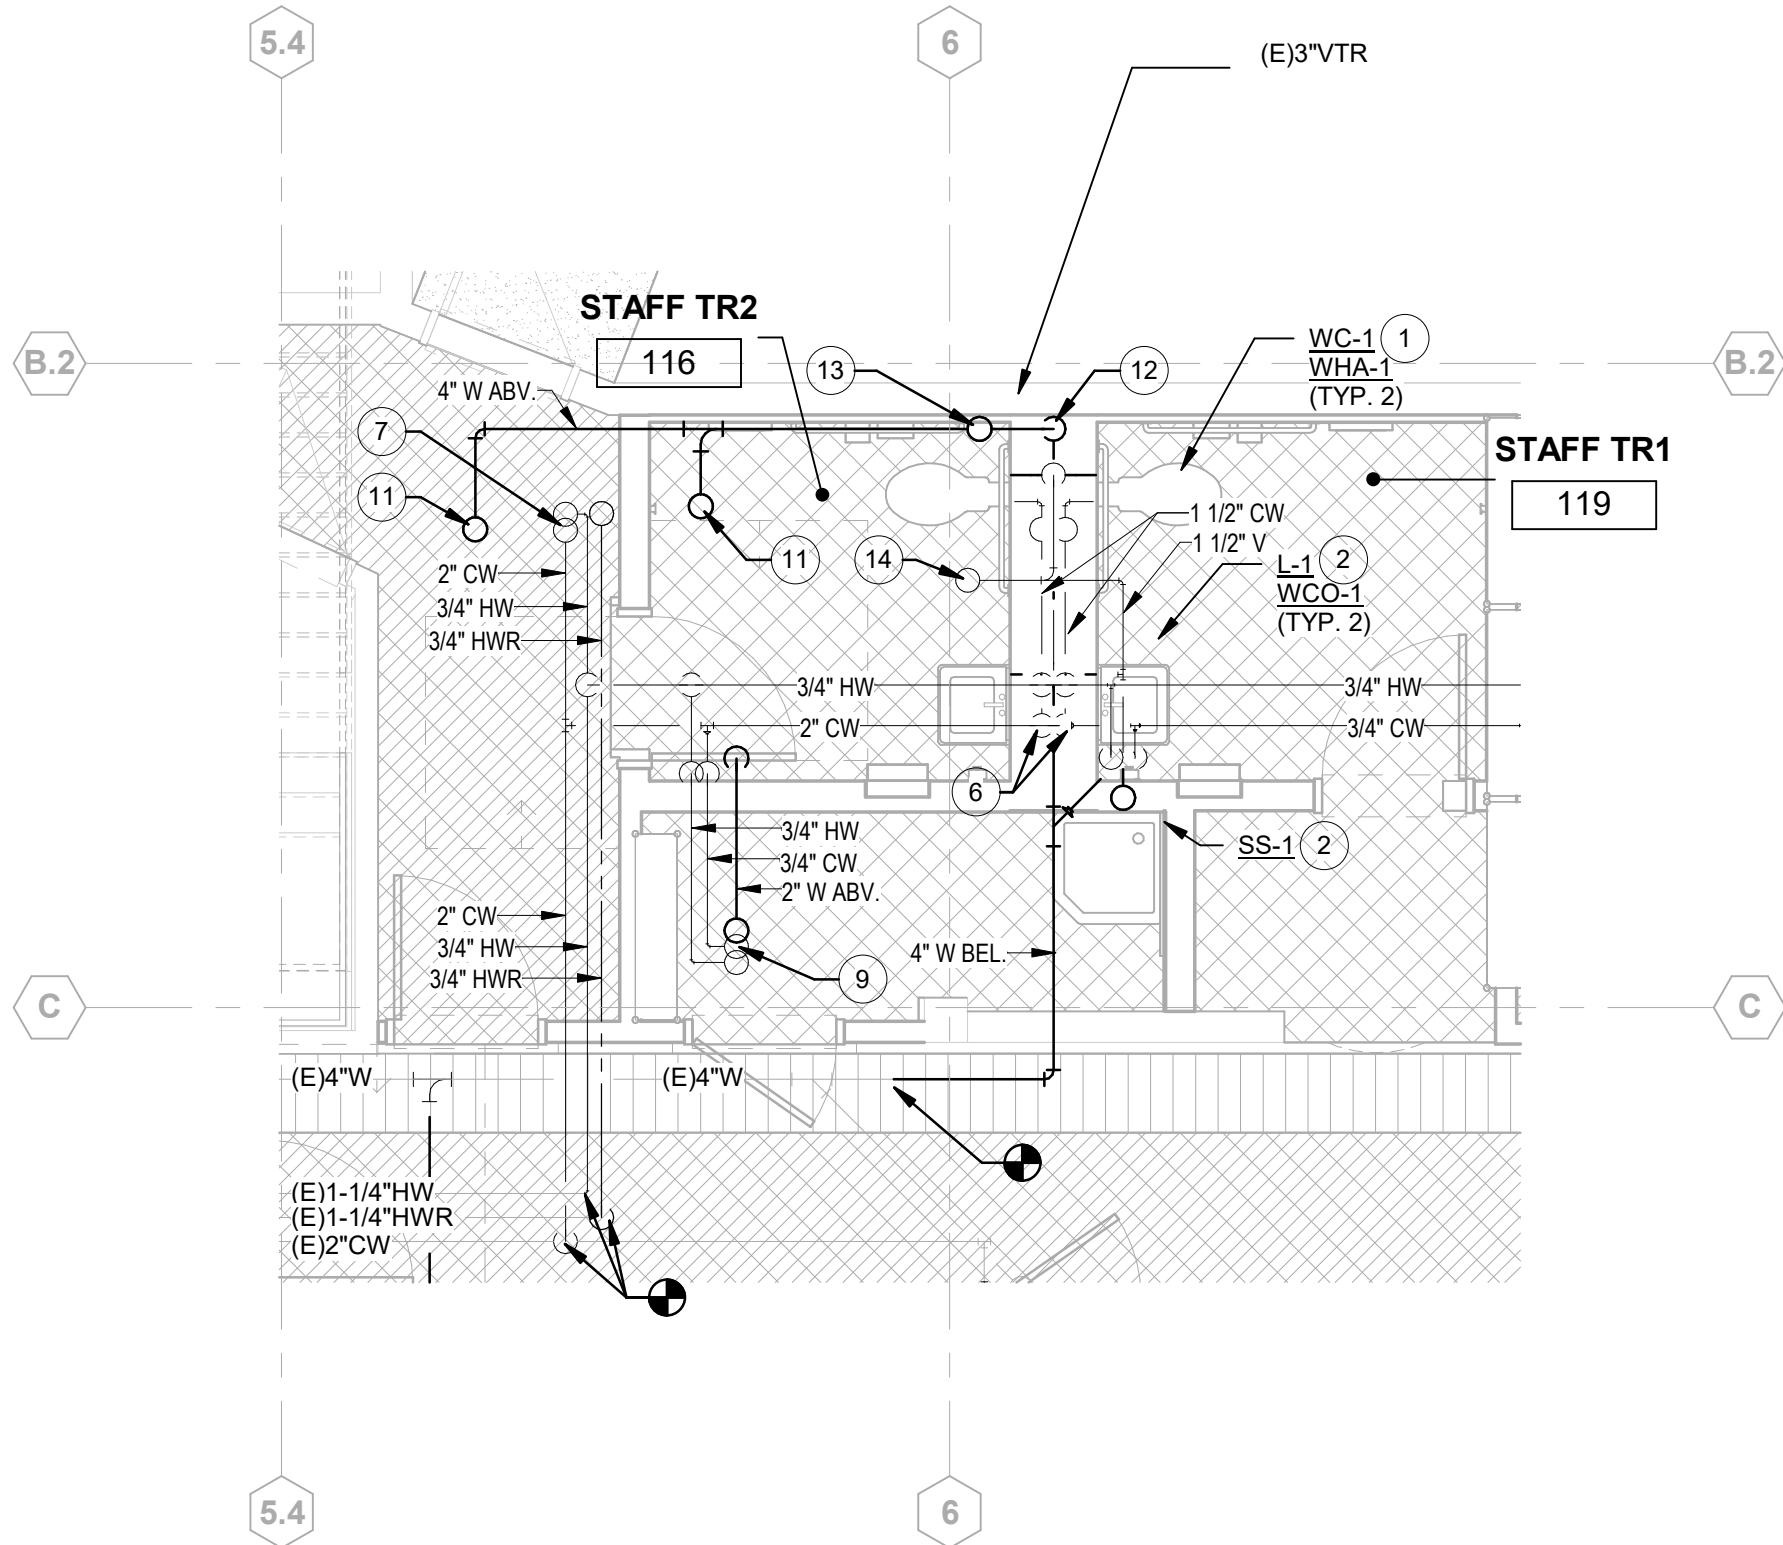 5.4
6
(E)3"VTR
STAFF TR2
116
B.2
B.2
WC-1
1
WHA-1
(TYP. 2)
13
12
4" W ABV.
7
STAFF TR1
119
11
11
14
1 1/2" CW
1 1/2" V
L-1
2
WCO-1
(TYP. 2)
2" CW
3/4" HW
3/4" HWR
3/4" HW
3/4" HW
2" CW
3/4" CW
6
3/4" HW
3/4" CW
2" W ABV.
SS-1
2
2" CW
3/4" HW
3/4" HWR
4" W BEL.
9
C
C
(E)4"W
(E)4"W
(E)1-1/4"HW
(E)1-1/4"HWR
(E)2"CW
5.4
6